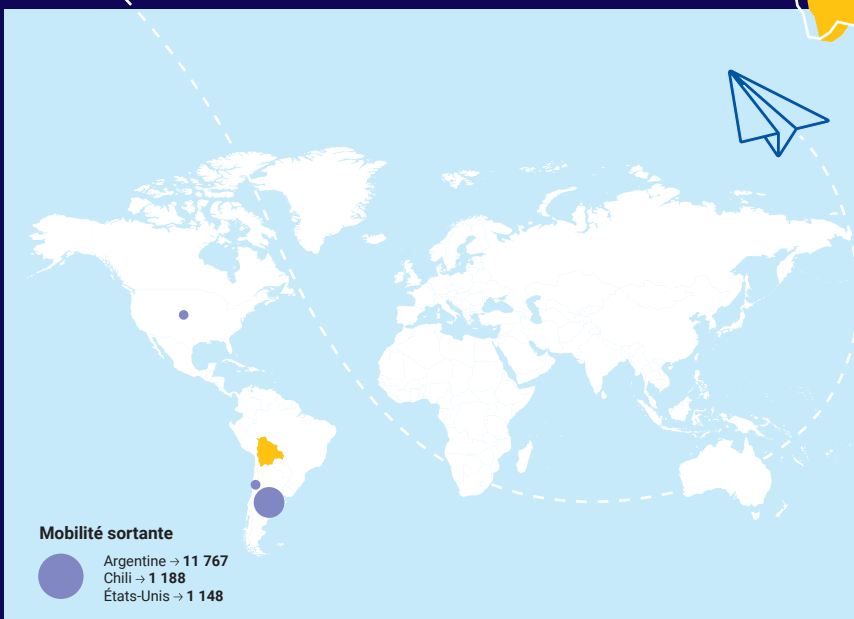 Mobilité sortante
Argentine → 11 767
Chili → 1 188
États-Unis → 1 148